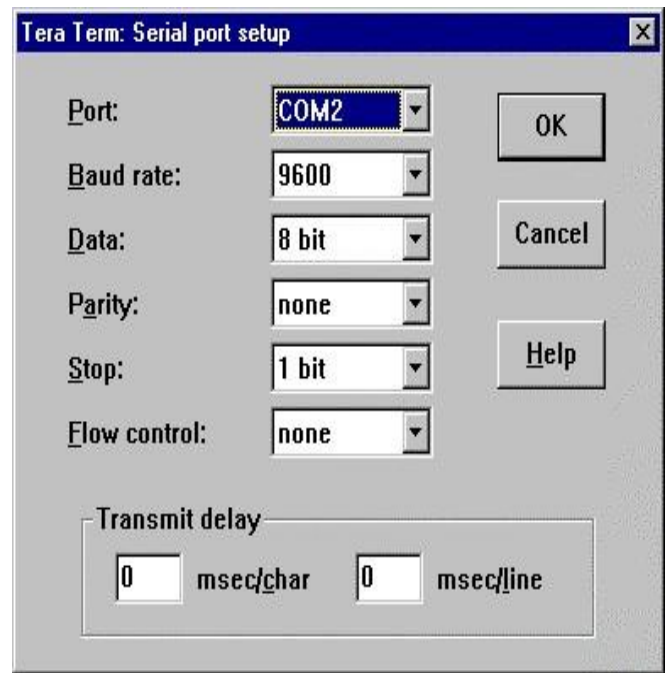 Tera Term: Serial port setup
Port: COM2
OK
Baud rate: 9600
Data: 8 bit
Cancel
Parity: none
Stop: 1 bit
Help
Flow control: none
Transmit delay
0 msec/char 0 msec/line